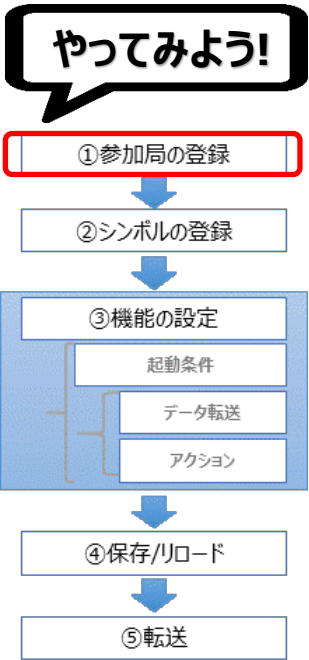 やってみよう!
①参加局の登録
②シンボルの登録
③機能の設定
起動条件
データ転送
アクション
④保存/リロード
⑤転送